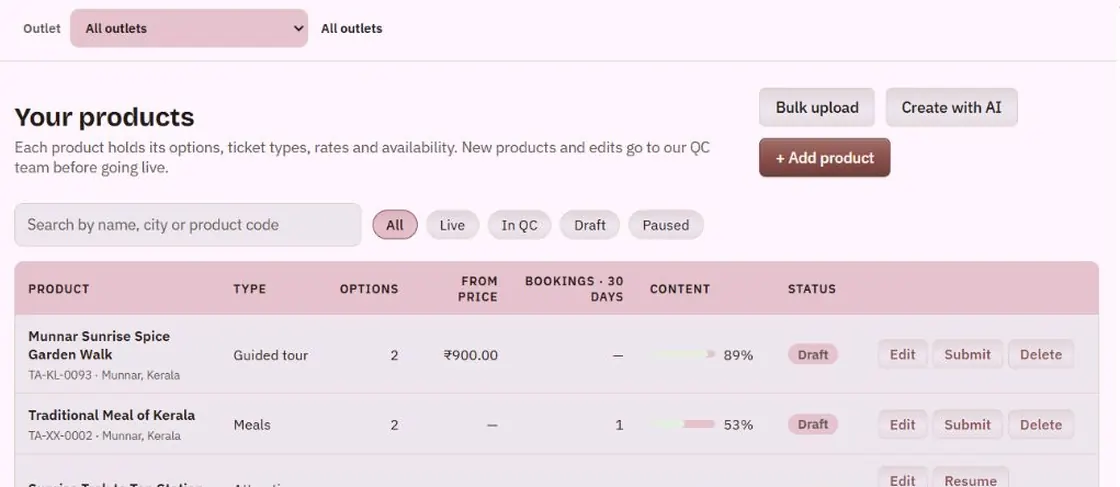 Outlet All outlets All outlets
Your products
Bulk upload Create with AI
Each product holds its options, ticket types, rates and availability. New products and edits go to our QC
team before going live.
+ Add product
Search by name, city or product code All Live In QC Draft Paused
PRODUCT TYPE OPTIONS FROM PRICE BOOKINGS · 30 DAYS CONTENT STATUS
Munnar Sunrise Spice
Garden Walk
TA-KL-0093 · Munnar, Kerala
Guided tour 2 ₹900.00 — 89% Draft Edit Submit Delete
Traditional Meal of Kerala
TA-XX-0002 · Munnar, Kerala
Meals 2 — 1 53% Draft Edit Submit Delete
Edit Resume